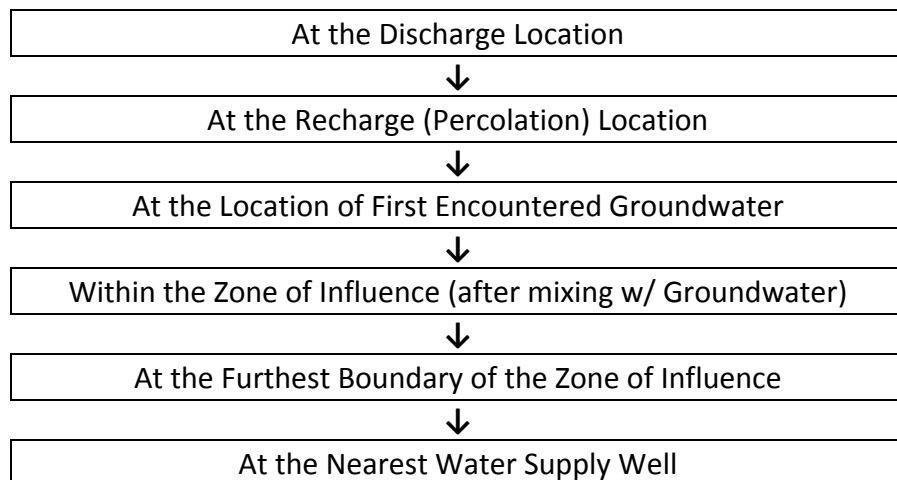 At the Discharge Location
At the Recharge (Percolation) Location
At the Location of First Encountered Groundwater
Within the Zone of Influence (after mixing w/ Groundwater)
At the Furthest Boundary of the Zone of Influence
At the Nearest Water Supply Well